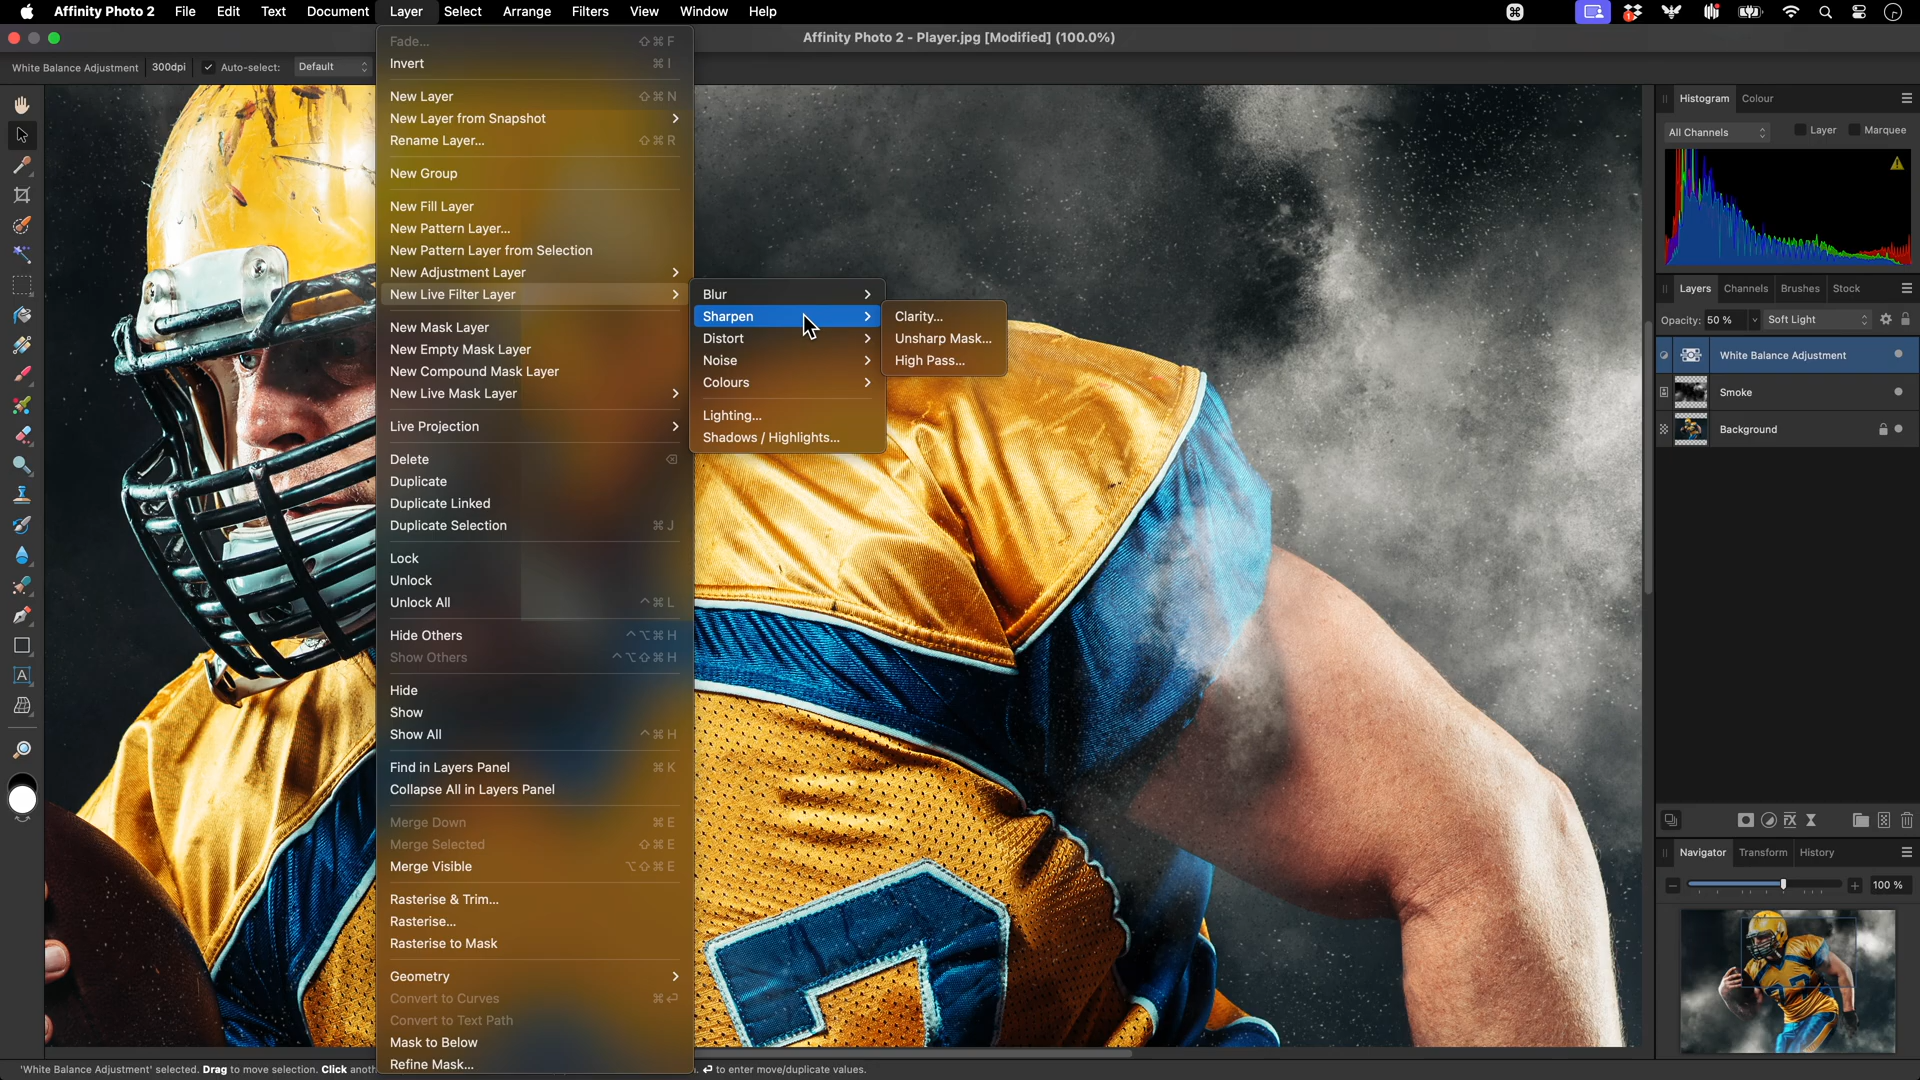 Affinity Photo 2 File Edit Text Document Layer Select Arrange Filters View Window Help
Affinity Photo 2 - Player.jpg [Modified] (100.0%)
White Balance Adjustment 300dpi Auto-select: Default
Fade... ⇧⌘F
Invert ⌘I
New Layer ⇧⌘N
New Layer from Snapshot
Rename Layer... ⇧⌘R
New Group
New Fill Layer
New Pattern Layer...
New Pattern Layer from Selection
New Adjustment Layer
New Live Filter Layer
New Mask Layer
New Empty Mask Layer
New Compound Mask Layer
New Live Mask Layer
Live Projection
Delete ⌫
Duplicate
Duplicate Linked
Duplicate Selection ⌘J
Lock
Unlock
Unlock All ^⌘L
Hide Others ^⌥⌘H
Show Others ^⌥⇧⌘H
Hide
Show
Show All ^⌘H
Find in Layers Panel ⌘K
Collapse All in Layers Panel
Merge Down ⌘E
Merge Selected ⇧⌘E
Merge Visible ⌥⇧⌘E
Rasterise & Trim...
Rasterise...
Rasterise to Mask
Geometry
Convert to Curves ⌘⏎
Convert to Text Path
Mask to Below
Refine Mask...
Blur
Sharpen
Distort
Noise
Colours
Lighting...
Shadows / Highlights...
Clarity...
Unsharp Mask...
High Pass...
Histogram Colour
All Channels Layer Marquee
Layers Channels Brushes Stock
Opacity: 50 % Soft Light
White Balance Adjustment
Smoke
Background
Navigator Transform History
100 %
'White Balance Adjustment' selected. Drag to move selection. Click anoth
⏎ to enter move/duplicate values.